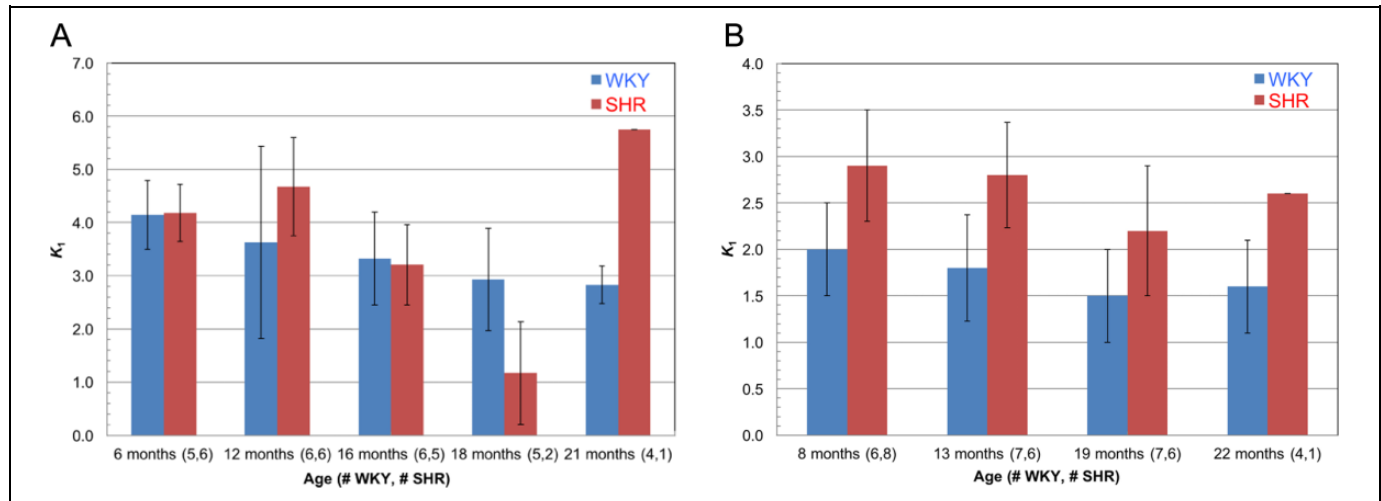 A
7.0
6.0
5.0
4.0
3.0
2.0
1.0
0.0
K1
WKY
SHR
6 months (5,6) 12 months (6,6) 16 months (6,5) 18 months (5,2) 21 months (4,1)
Age (# WKY, # SHR)
B
4.0
3.5
3.0
2.5
2.0
1.5
1.0
0.5
0.0
K1
WKY
SHR
8 months (6,8) 13 months (7,6) 19 months (7,6) 22 months (4,1)
Age (# WKY, # SHR)